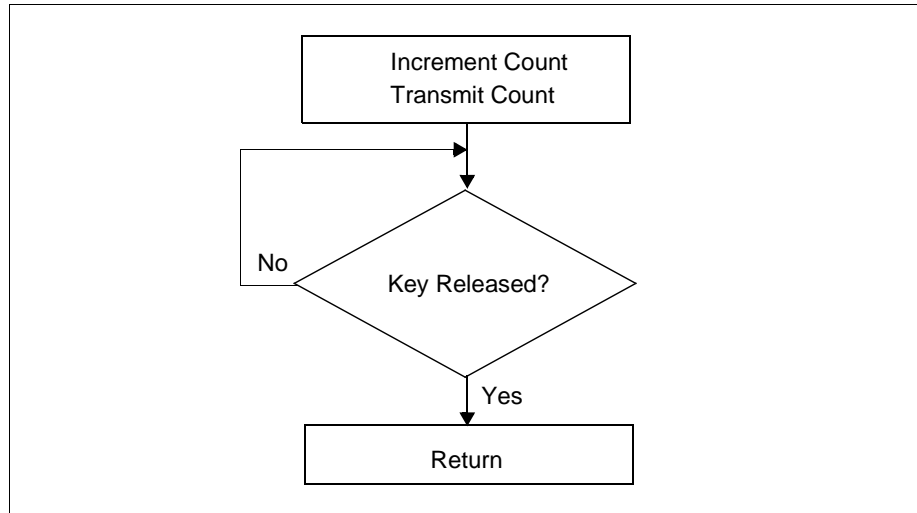 Increment Count
Transmit Count
No
Key Released?
Yes
Return